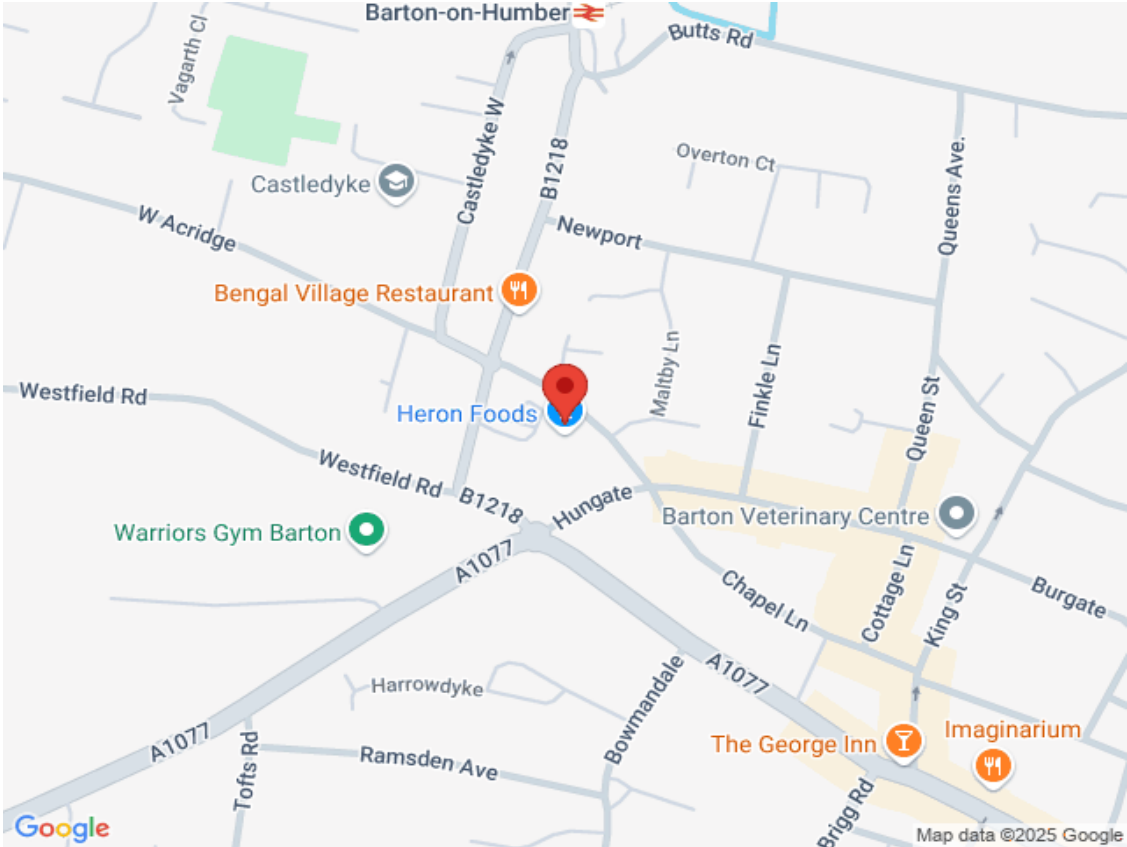 Barton-on-Humber
Butts Rd
Vagarth Cl
Castledyke W
B1218
Overton Ct
Queens Ave.
Castledyke
W Acridge
Newport
Bengal Village Restaurant
Maltby Ln
Finkle Ln
Queen St
Westfield Rd
Heron Foods
Westfield Rd
B1218
Hungate
Barton Veterinary Centre
Warriors Gym Barton
A1077
Chapel Ln
Cottage Ln
King St
Burgate
Harrowdyke
Bowmandale
A1077
A1077
Tofts Rd
Ramsden Ave
The George Inn
Imaginarium
Brigg Rd
Google
Map data ©2025 Google